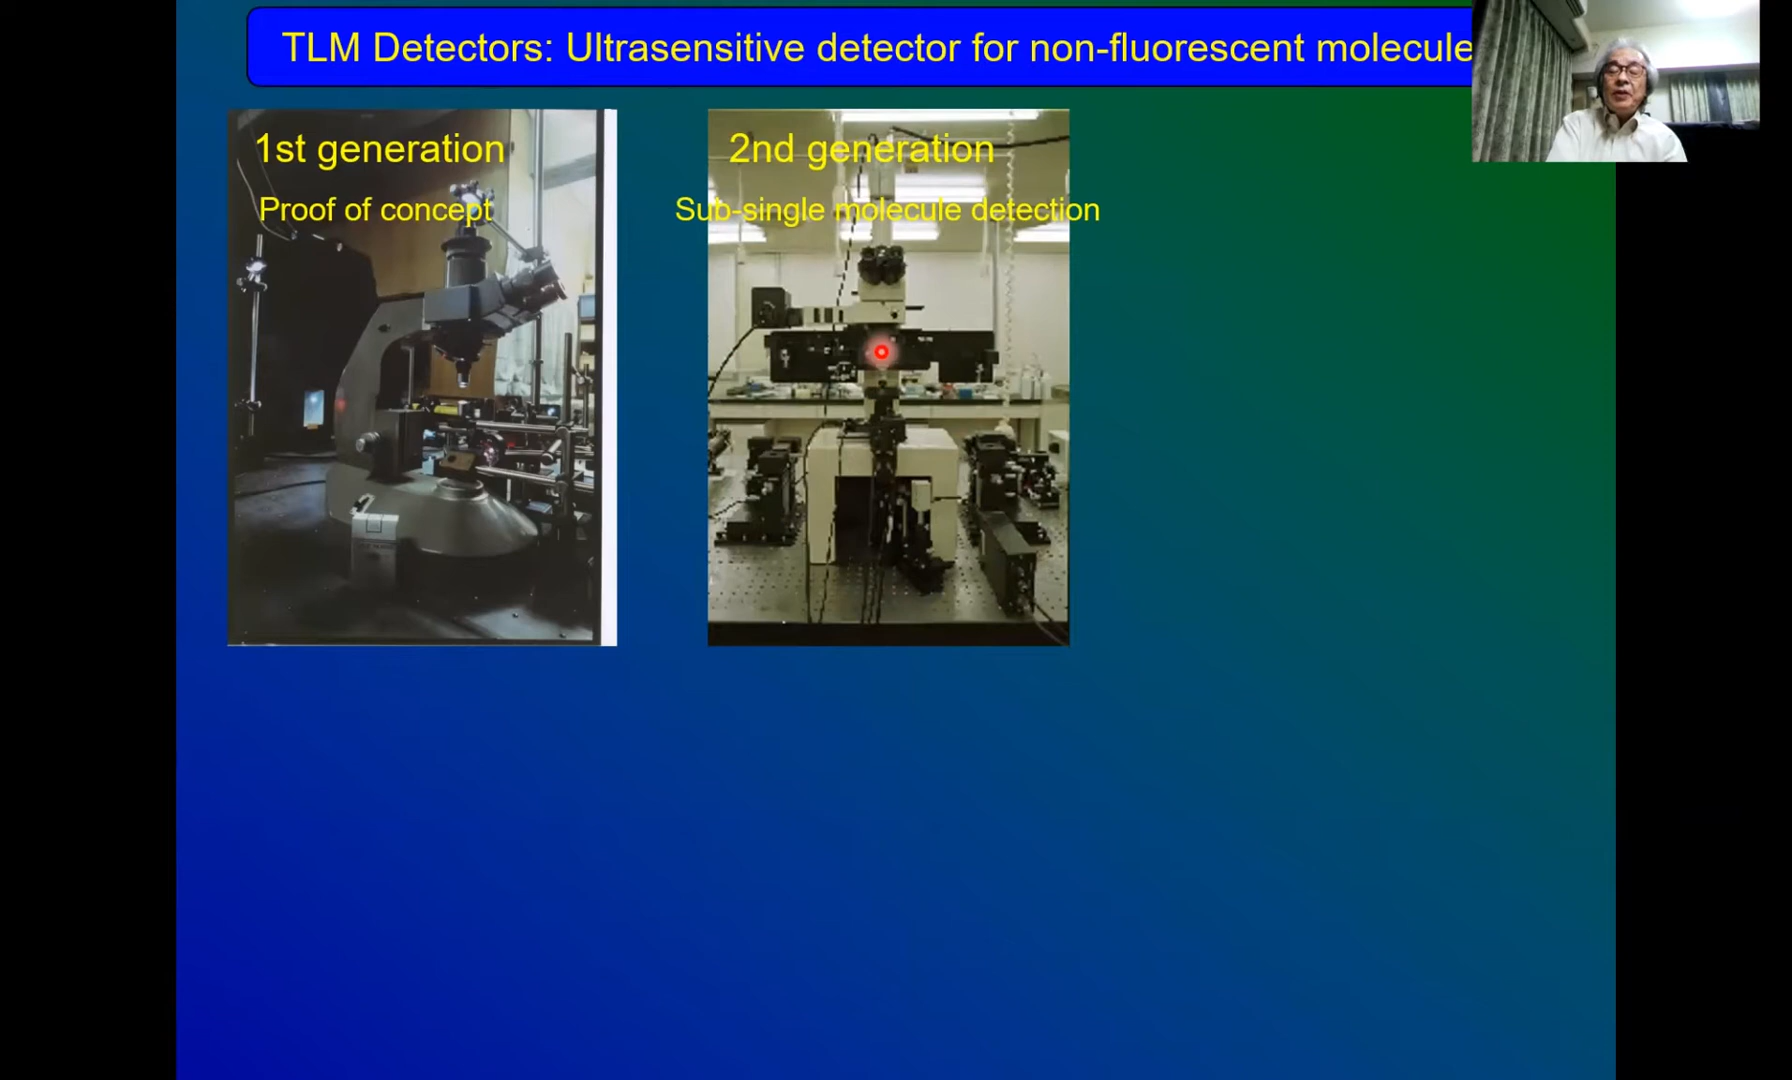 TLM Detectors: Ultrasensitive detector for non-fluorescent molecule
1st generation
Proof of concept
2nd generation
Sub-single molecule detection